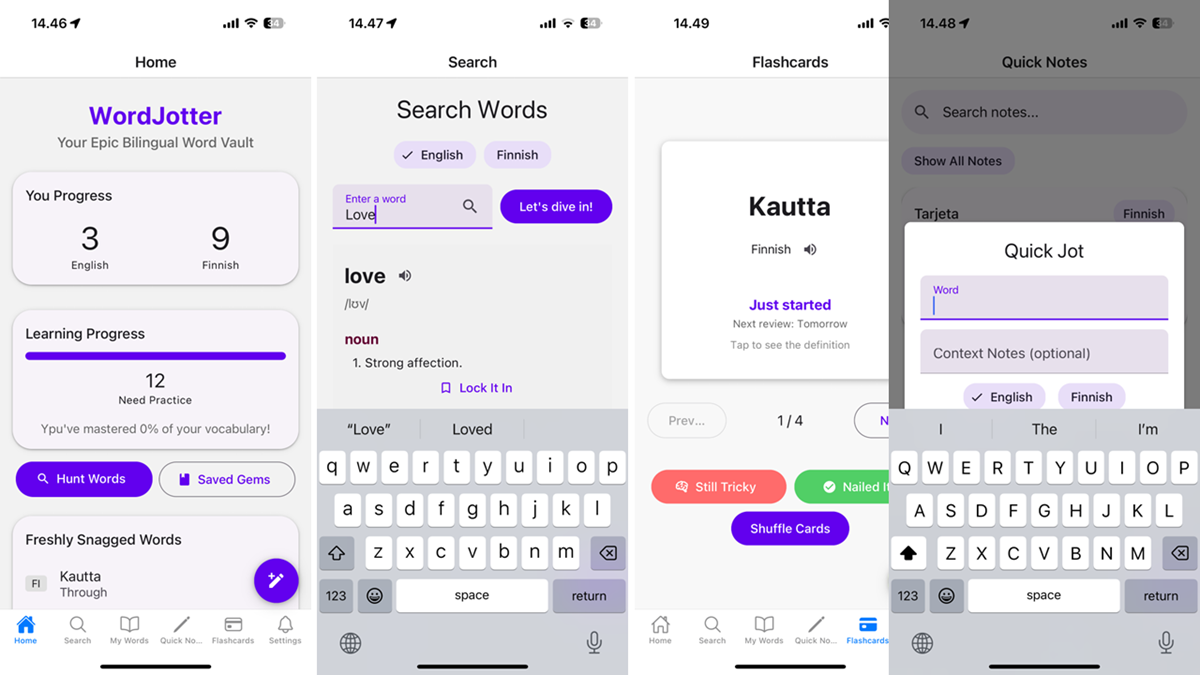 14.46
34
Home
WordJotter
Your Epic Bilingual Word Vault
You Progress
3
9
English
Finnish
Learning Progress
12
Need Practice
Ypu've mastered 0% of your vocabulary!
Hunt Words
Saved Gems
Freshly Snagged Words
FI
Kautta
Through
Home
Search
My Words
Quick No...
Flashcards
Settings
14.47
34
Search
Search Words
English
Finnish
Enter a word
Love
Let's dive in!
love
/lʊv/
noun
1. Strong affection.
Lock It In
“Love”
Loved
q w e r t y u i o p
a s d f g h j k l
z x c v b n m
123
space
return
14.49
Flashcards
Kautta
Finnish
Just started
Next review: Tomorrow
Tap to see the definition
Prev...
1 / 4
N
Still Tricky
Nailed It
Shuffle Cards
Home
Search
My Words
Quick No...
Flashcards
14.48
34
Quick Notes
Search notes...
Show All Notes
Tarjeta
Finnish
Quick Jot
Word
Context Notes (optional)
English
Finnish
I
The
I’m
Q W E R T Y U I O P
A S D F G H J K L
Z X C V B N M
123
space
return